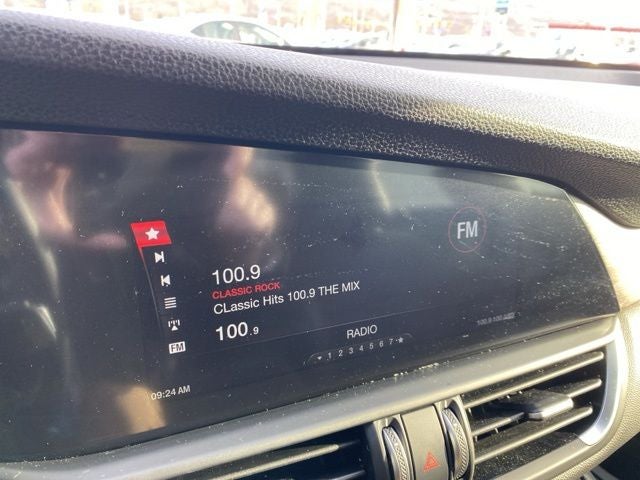 FM
100.9
CLASSIC ROCK
CLassic Hits 100.9 THE MIX
100.9
RADIO
FM
1 2 3 4 5 6 7
09:24 AM